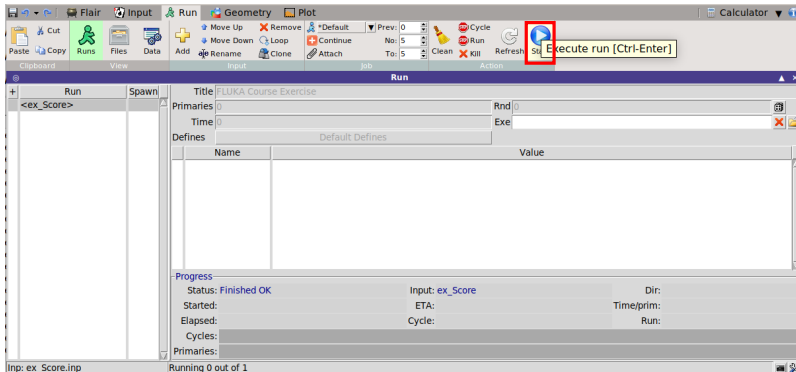 Flair Input Run Geometry Plot Calculator
Cut Move Up Remove *Default Prev: 0 Cycle
Paste Copy Runs Files Data Add Move Down Loop Continue No: 5 Run Clean Refresh
Rename Clone Attach To: 5 Kill
Execute run [Ctrl-Enter]
Clipboard View Input Job Action
Run
+ Run Spawn
<ex_Score>
Title FLUKA Course Exercise
Primaries 0 Rnd 0
Time 0 Exe
Defines Default Defines
Name Value
Progress
Status: Finished OK Input: ex_Score Dir:
Started: ETA: Time/prim:
Elapsed: Cycle: Run:
Cycles:
Primaries:
Inp: ex_Score.inp Running 0 out of 1